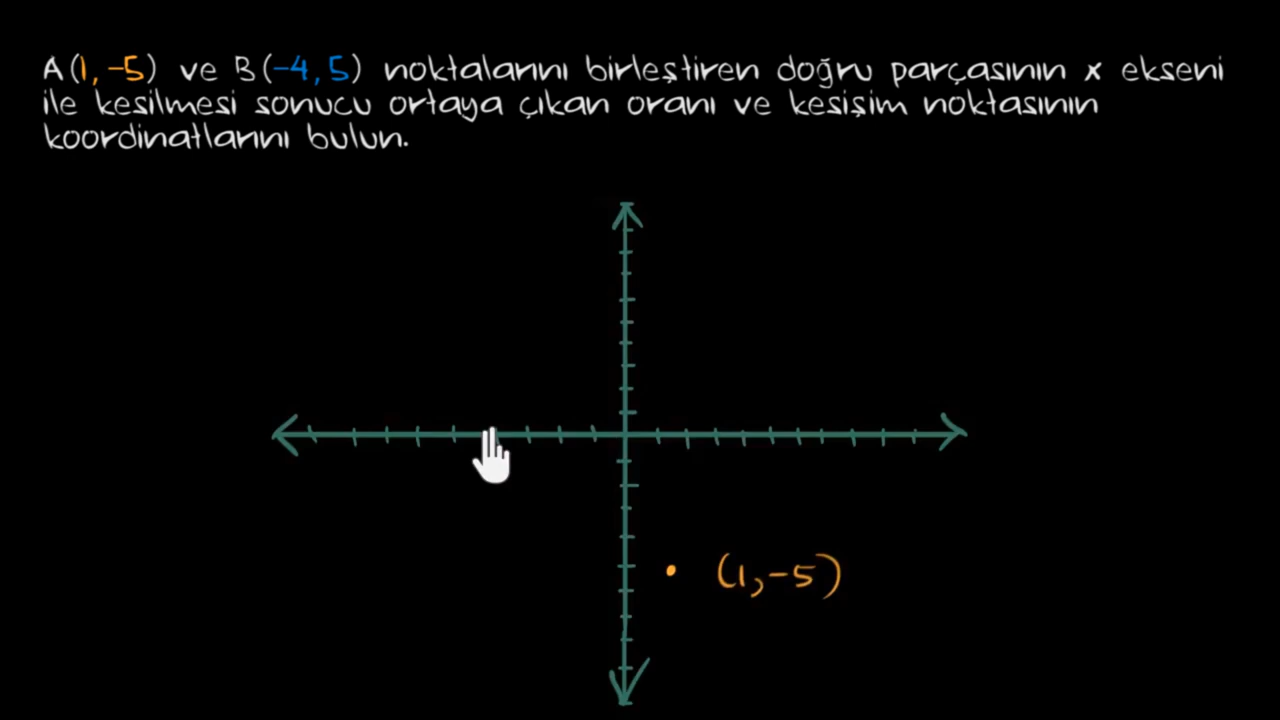 A(1, -5) ve B(-4, 5) noktalarını birleştiren doğru parçasının x ekseni
ile kesilmesi sonucu ortaya çıkan oranı ve kesişim noktasının
koordinatlarını bulun.
(1, -5)